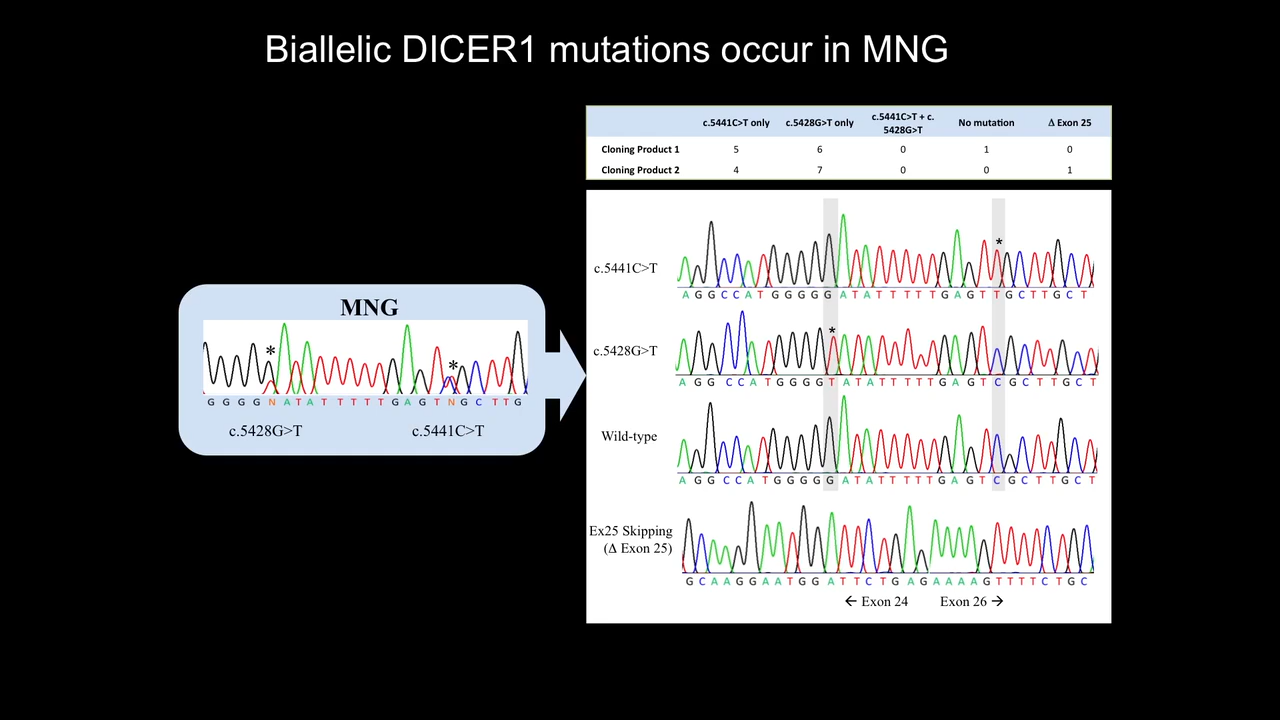 Biallelic DICER1 mutations occur in MNG
c.5441C>T only c.5428G>T only c.5441C>T + c. 5428G>T No mutation Δ Exon 25
Cloning Product 1 5 6 0 1 0
Cloning Product 2 4 7 0 0 1
MNG
* *
G G G G N A T A T T T T T G A G T N G C T T G
c.5428G>T c.5441C>T
*
c.5441C>T
A G G C C A T G G G G G A T A T T T T T G A G T T G C T T G C T
*
c.5428G>T
A G G C C A T G G G G T A T A T T T T T G A G T C G C T T G C T
Wild-type
A G G C C A T G G G G G A T A T T T T T G A G T C G C T T G C T
Ex25 Skipping
(Δ Exon 25)
G C A A G G A A T G G A T T C T G A G A A A A G T T T T C T G C
← Exon 24 Exon 26 →